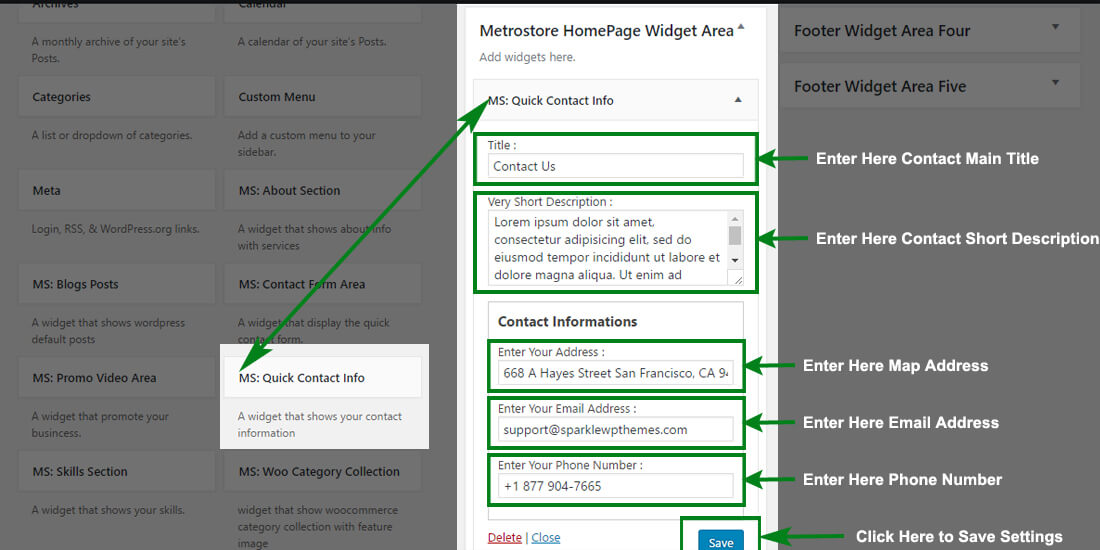 Archives
Calendar
A monthly archive of your site's
Posts.
A calendar of your site's Posts.
Categories
Custom Menu
A list or dropdown of categories.
Add a custom menu to your
sidebar.
Meta
MS: About Section
Login, RSS, & WordPress.org links.
A widget that shows about info
with services
MS: Blogs Posts
MS: Contact Form Area
A widget that shows wordpress
default posts
A widget that display the quick
contact form.
MS: Promo Video Area
MS: Quick Contact Info
A widget that promote your
business.
A widget that shows your contact
information
MS: Skills Section
MS: Woo Category Collection
A widget that shows your skills.
widget that show woocommerce
category collection with feature
image
Metrostore HomePage Widget Area
Add widgets here.
MS: Quick Contact Info
Title :
Contact Us
Very Short Description :
Lorem ipsum dolor sit amet,
consectetur adipisicing elit, sed do
eiusmod tempor incididunt ut labore et
dolore magna aliqua. Ut enim ad
Contact Informations
Enter Your Address :
668 A Hayes Street San Francisco, CA 9
Enter Your Email Address :
support@sparklewpthemes.com
Enter Your Phone Number :
+1 877 904-7665
Delete | Close
Save
Footer Widget Area Four
Footer Widget Area Five
Enter Here Contact Main Title
Enter Here Contact Short Description
Enter Here Map Address
Enter Here Email Address
Enter Here Phone Number
Click Here to Save Settings